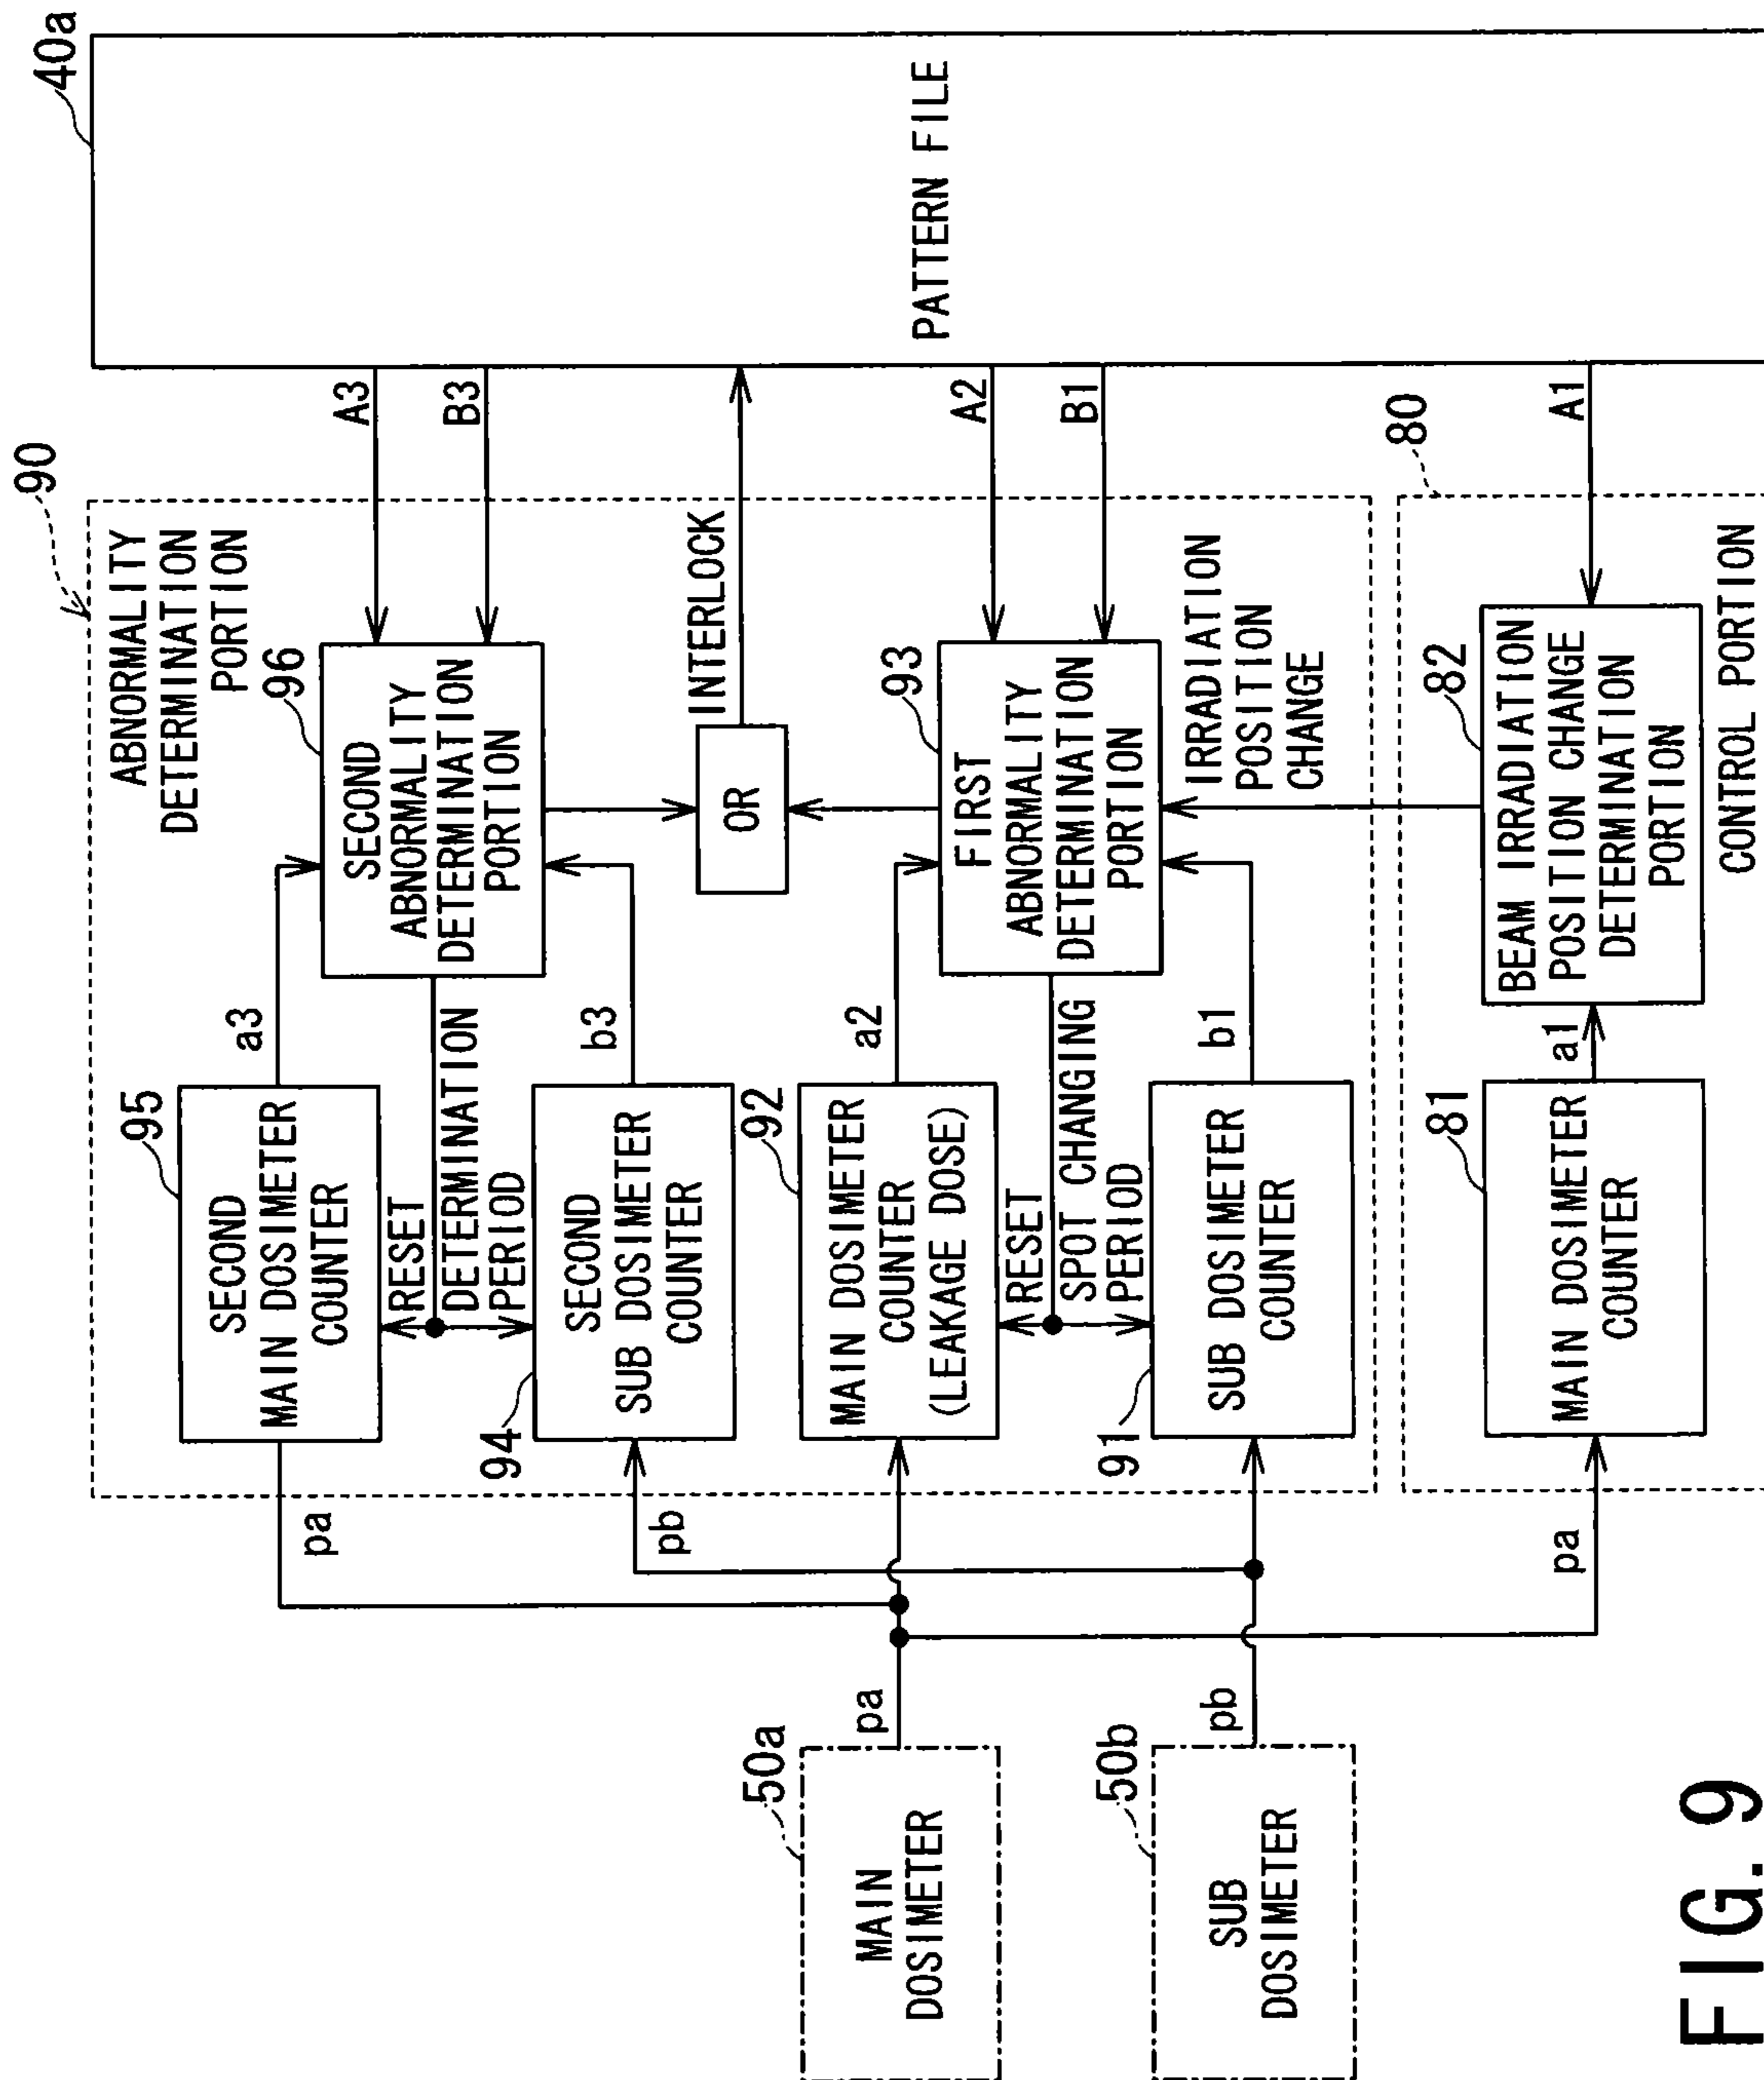 90
40a
ABNORMALITY
DETERMINATION
PORTION
95
SECOND
MAIN DOSIMETER
COUNTER
a3
96
SECOND
ABNORMALITY
DETERMINATION
PORTION
A3
B3
pa
RESET
DETERMINATION
PERIOD
94
SECOND
SUB DOSIMETER
COUNTER
b3
pb
OR
INTERLOCK
PATTERN FILE
50a
MAIN
DOSIMETER
pa
92
MAIN DOSIMETER
COUNTER
(LEAKAGE DOSE)
a2
93
FIRST
ABNORMALITY
DETERMINATION
PORTION
A2
B1
RESET
SPOT CHANGING
PERIOD
50b
SUB
DOSIMETER
pb
91
SUB DOSIMETER
COUNTER
b1
IRRADIATION
POSITION
CHANGE
80
81
MAIN DOSIMETER
COUNTER
pa
a1
82
BEAM IRRADIATION
POSITION CHANGE
DETERMINATION
PORTION
A1
CONTROL PORTION
FIG. 9